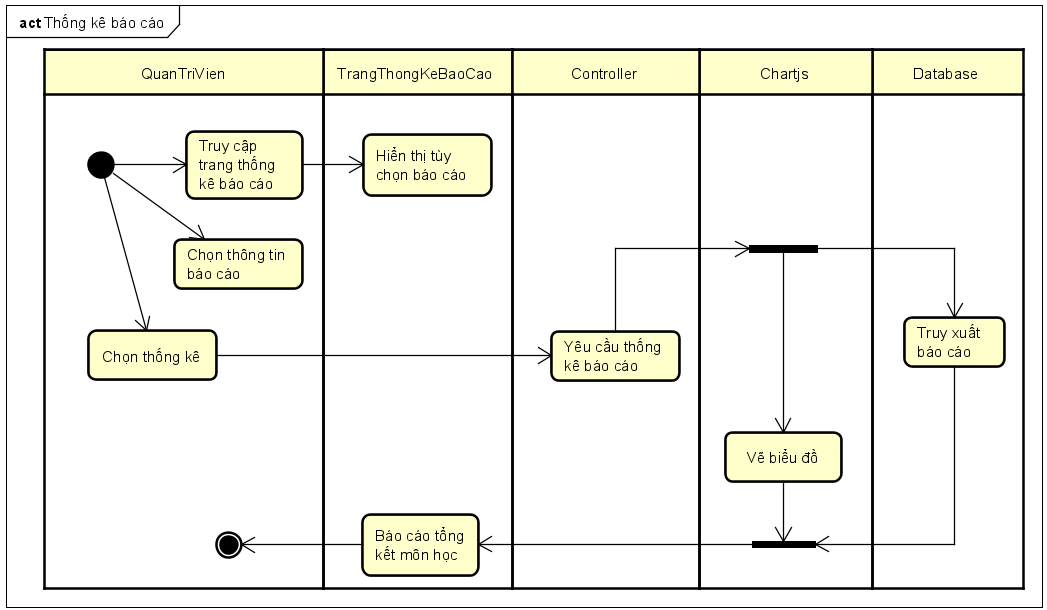 act Thống kê báo cáo
QuanTriVien
TrangThongKeBaoCao
Controller
Chartjs
Database
Truy cập
trang thống
kê báo cáo
Hiển thị tùy
chọn báo cáo
Chọn thông tin
báo cáo
Chọn thống kê
Yêu cầu thống
kê báo cáo
Truy xuất
báo cáo
Vẽ biểu đồ
Báo cáo tổng
kết môn học